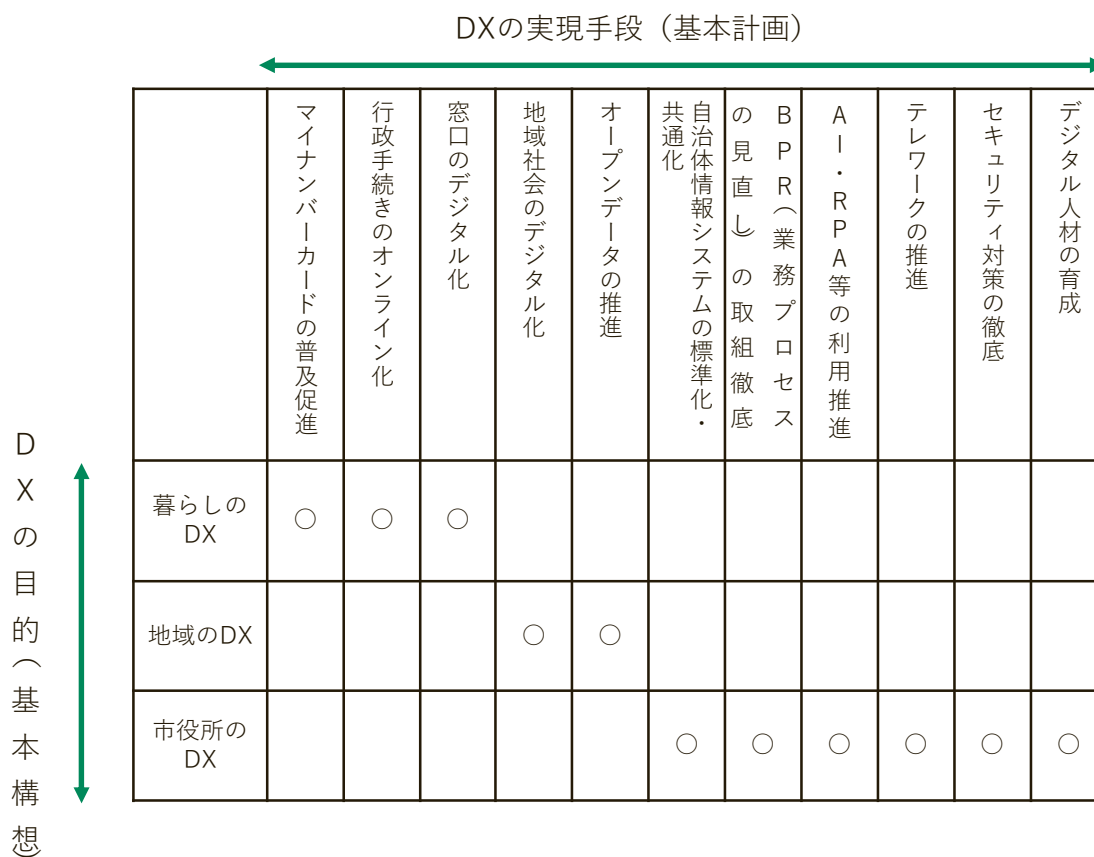 DXの実現手段（基本計画）
マイナンバーカードの普及促進
行政手続きのオンライン化
窓口のデジタル化
地域社会のデジタル化
オープンデータの推進
自治体情報システムの標準化・
共通化
BPR（業務プロセス
の見直し）の取組徹底
AI・RPA等の利用推進
テレワークの推進
セキュリティ対策の徹底
デジタル人材の育成
DXの目的（基本構想）
暮らしの
DX
○ ○ ○
地域のDX
○ ○
市役所の
DX
○ ○ ○ ○ ○ ○